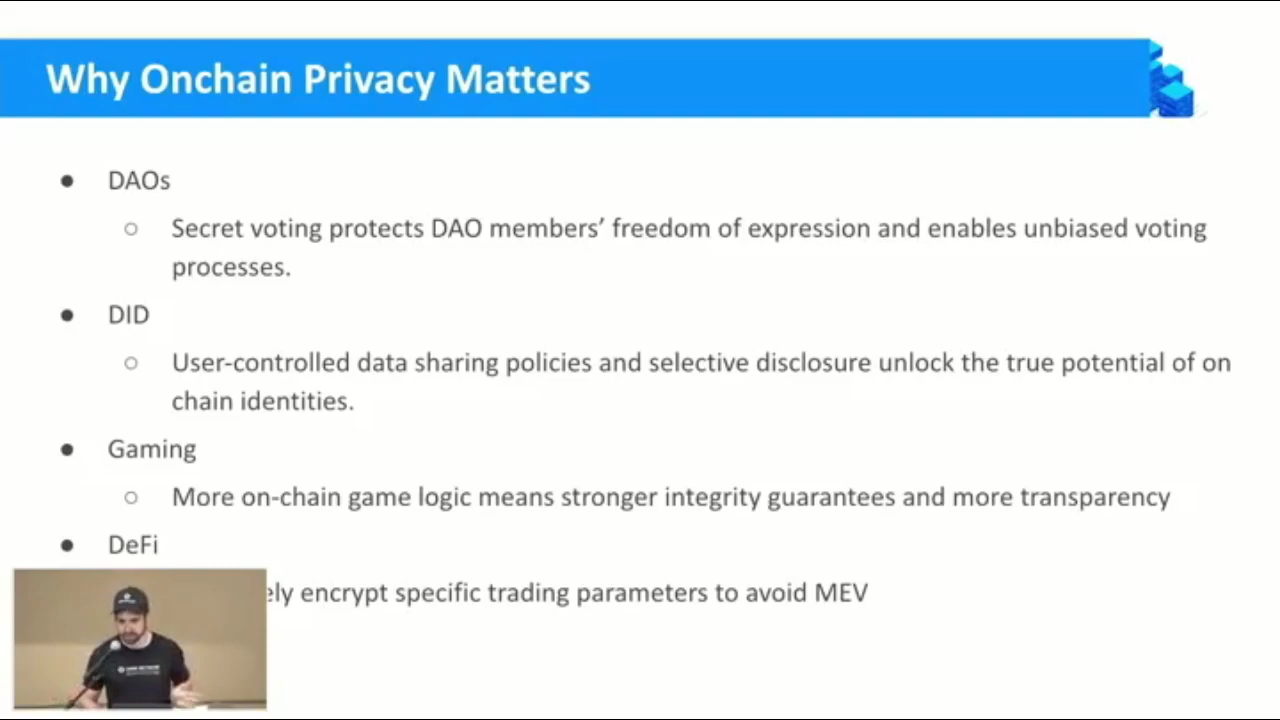 Why Onchain Privacy Matters
● DAOs
○ Secret voting protects DAO members’ freedom of expression and enables unbiased voting
processes.
● DID
○ User-controlled data sharing policies and selective disclosure unlock the true potential of on
chain identities.
● Gaming
○ More on-chain game logic means stronger integrity guarantees and more transparency
● DeFi
encrypt specific trading parameters to avoid MEV